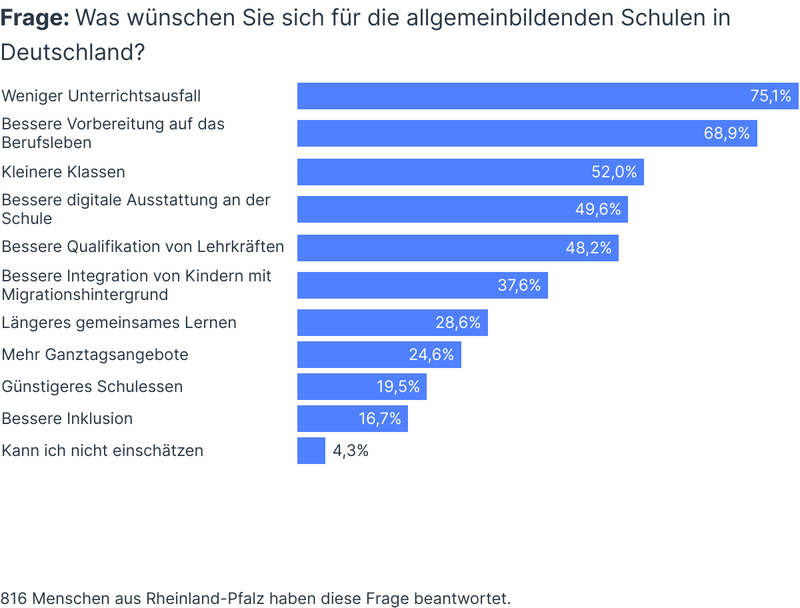 Frage: Was wünschen Sie sich für die allgemeinbildenden Schulen in
Deutschland?
Weniger Unterrichtsausfall 75,1%
Bessere Vorbereitung auf das
Berufsleben 68,9%
Kleinere Klassen 52,0%
Bessere digitale Ausstattung an der
Schule 49,6%
Bessere Qualifikation von Lehrkräften 48,2%
Bessere Integration von Kindern mit
Migrationshintergrund 37,6%
Längeres gemeinsames Lernen 28,6%
Mehr Ganztagsangebote 24,6%
Günstigeres Schulessen 19,5%
Bessere Inklusion 16,7%
Kann ich nicht einschätzen 4,3%
816 Menschen aus Rheinland-Pfalz haben diese Frage beantwortet.